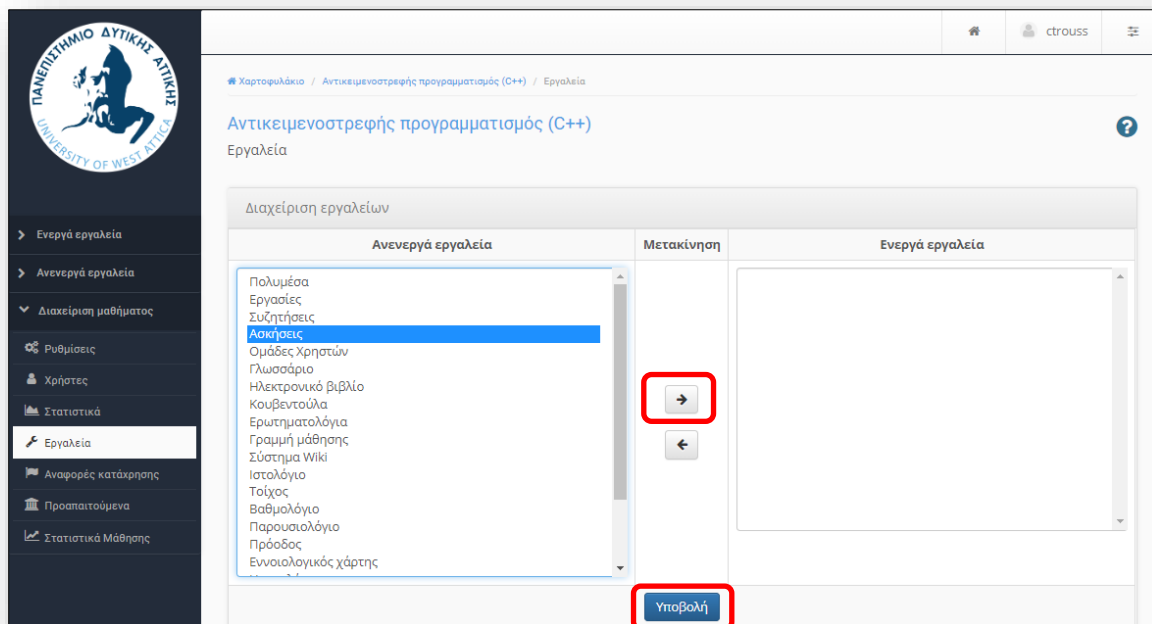 ΠΑΝΕΠΙΣΤΗΜΙΟ ΔΥΤΙΚΗΣ ΑΤΤΙΚΗΣ
UNIVERSITY OF WEST ATTICA
ctrouss
Χαρτοφυλάκιο / Αντικειμενοστρεφής προγραμματισμός (C++) / Εργαλεία
Αντικειμενοστρεφής προγραμματισμός (C++)
Εργαλεία
Ενεργά εργαλεία
Ανενεργά εργαλεία
Διαχείριση μαθήματος
Ρυθμίσεις
Χρήστες
Στατιστικά
Εργαλεία
Αναφορές κατάχρησης
Προαπαιτούμενα
Στατιστικά Μάθησης
Διαχείριση εργαλείων
Ανενεργά εργαλεία Μετακίνηση Ενεργά εργαλεία
Πολυμέσα
Εργασίες
Συζητήσεις
Ασκήσεις
Ομάδες Χρηστών
Γλωσσάριο
Ηλεκτρονικό βιβλίο
Κουβεντούλα
Ερωτηματολόγια
Γραμμή μάθησης
Σύστημα Wiki
Ιστολόγιο
Τοίχος
Βαθμολόγιο
Παρουσιολόγιο
Πρόοδος
Εννοιολογικός χάρτης
Υποβολή